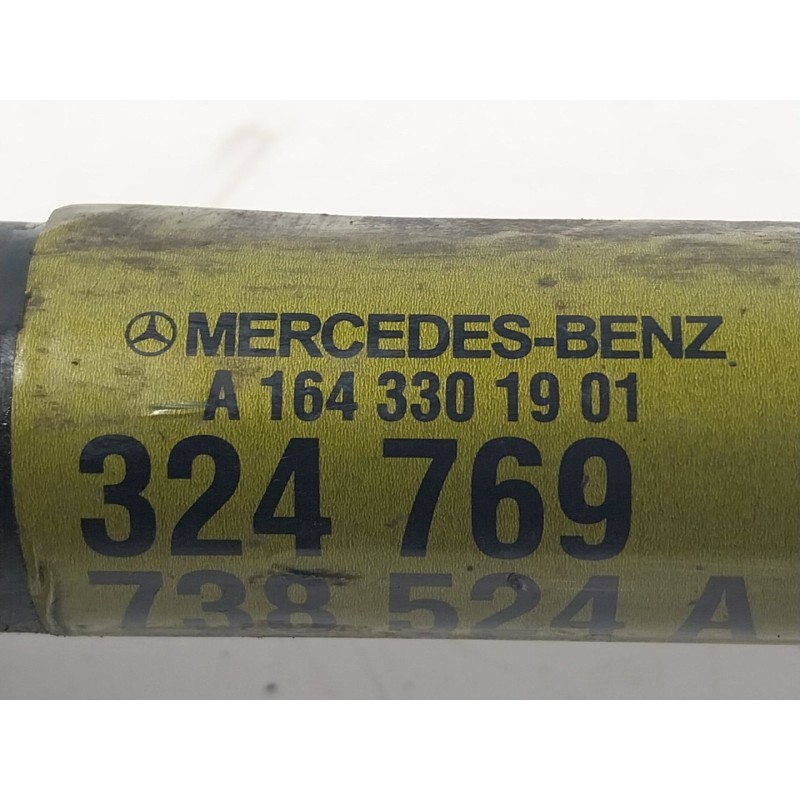 MERCEDES-BENZ
A 164 330 19 01
324 769
738 524 A